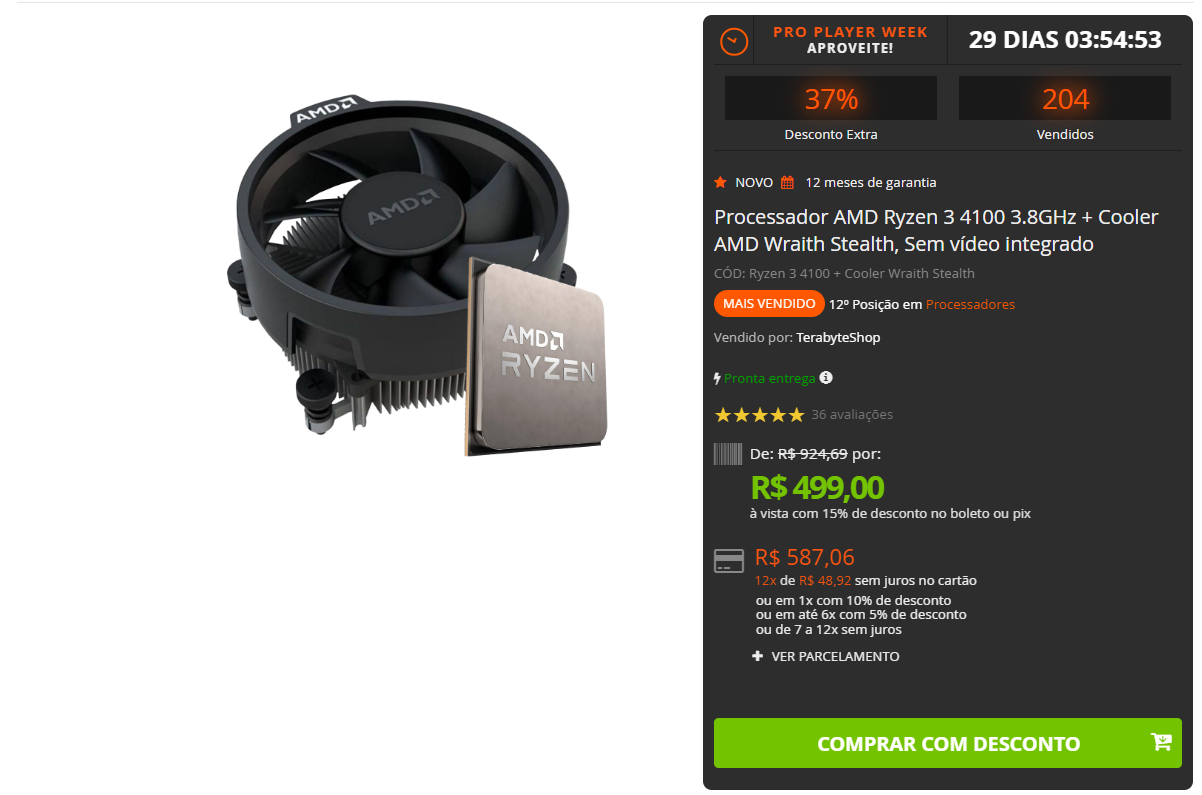 AMD
AMD
AMD
RYZEN
PRO PLAYER WEEK
APROVEITE!
29 DIAS 03:54:53
37%
Desconto Extra
204
Vendidos
NOVO 12 meses de garantia
Processador AMD Ryzen 3 4100 3.8GHz + Cooler
AMD Wraith Stealth, Sem vídeo integrado
CÓD: Ryzen 3 4100 + Cooler Wraith Stealth
MAIS VENDIDO 12º Posição em Processadores
Vendido por: TerabyteShop
Pronta entrega
36 avaliações
De: R$ 924,69 por:
R$ 499,00
à vista com 15% de desconto no boleto ou pix
R$ 587,06
12x de R$ 48,92 sem juros no cartão
ou em 1x com 10% de desconto
ou em até 6x com 5% de desconto
ou de 7 a 12x sem juros
VER PARCELAMENTO
COMPRAR COM DESCONTO